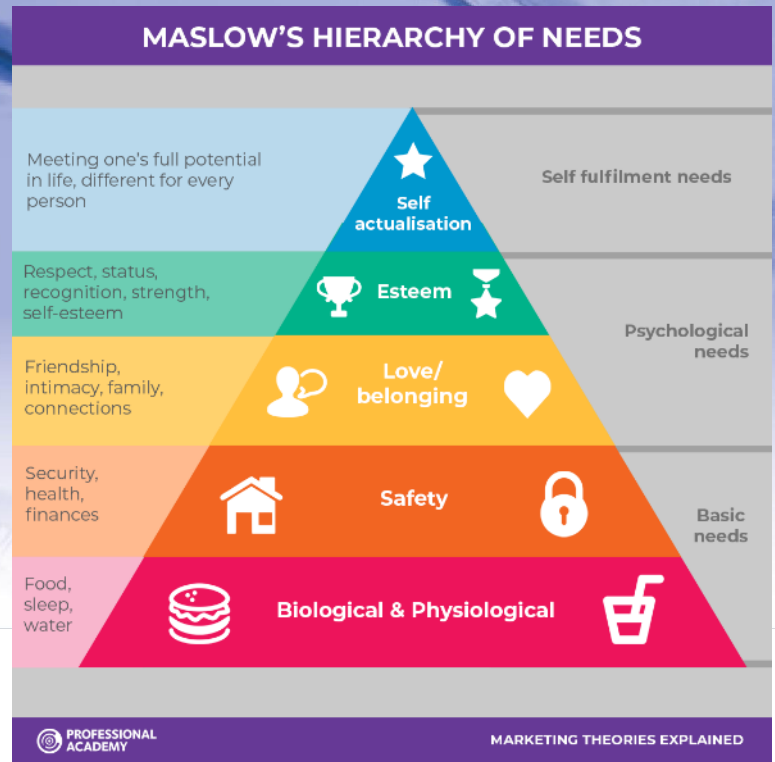 MASLOW'S HIERARCHY OF NEEDS
Meeting one's full potential
in life, different for every
person
Self
actualisation
Self fulfilment needs
Respect, status,
recognition, strength,
self-esteem
Esteem
Psychological
needs
Friendship,
intimacy, family,
connections
Love/
belonging
Security,
health,
finances
Safety
Basic
needs
Food,
sleep,
water
Biological & Physiological
PROFESSIONAL
ACADEMY
MARKETING THEORIES EXPLAINED